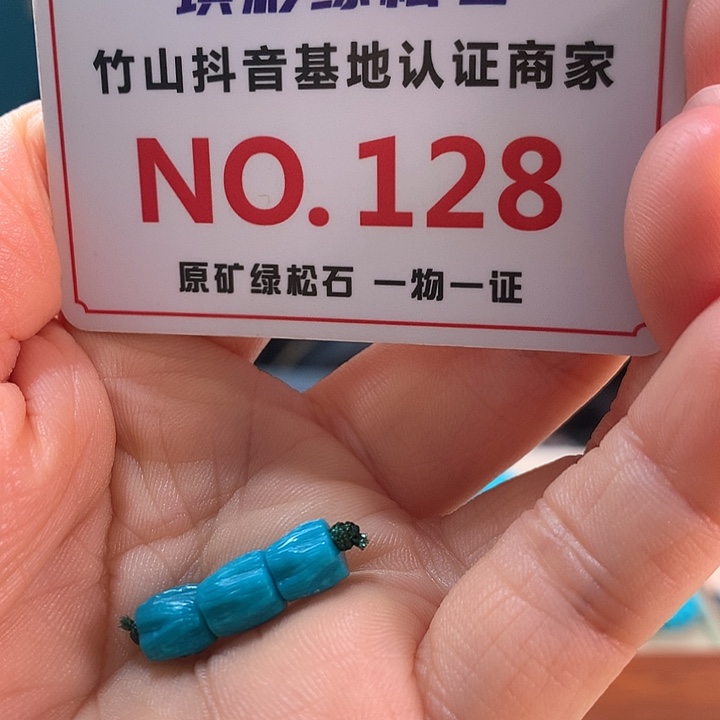 竹山抖音基地认证商家
NO.128
原矿绿松石 一物一证